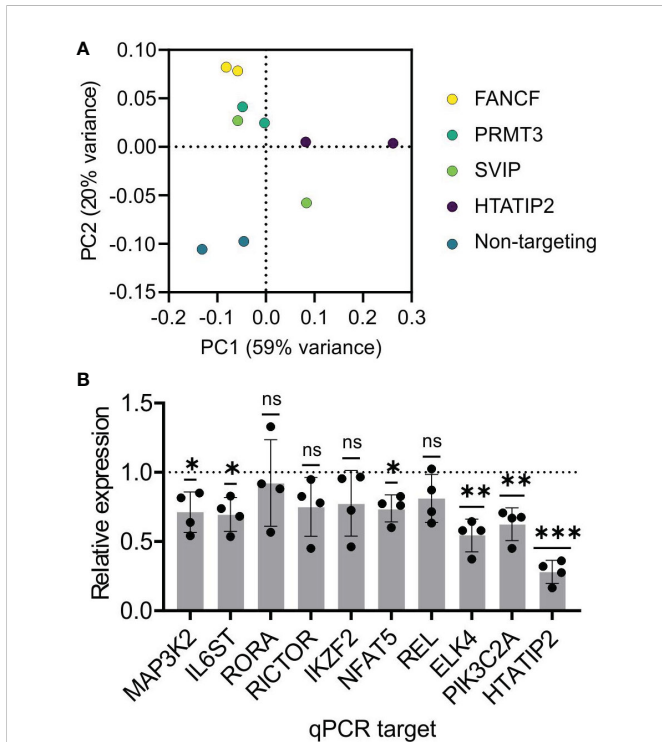 A
0.10
0.05
0.00
-0.05
-0.10
-0.15
PC2 (20% variance)
-0.2 -0.1 0.0 0.1 0.2 0.3
PC1 (59% variance)
FANCF
PRMT3
SVIP
HTATIP2
Non-targeting
B
1.5
1.0
0.5
0.0
Relative expression
* * ns ns ns * ns ** ** ***
MAP3K2
IL6ST
RORA
RICTOR
IKZF2
NFAT5
REL
ELK4
PIK3C2A
HTATIP2
qPCR target